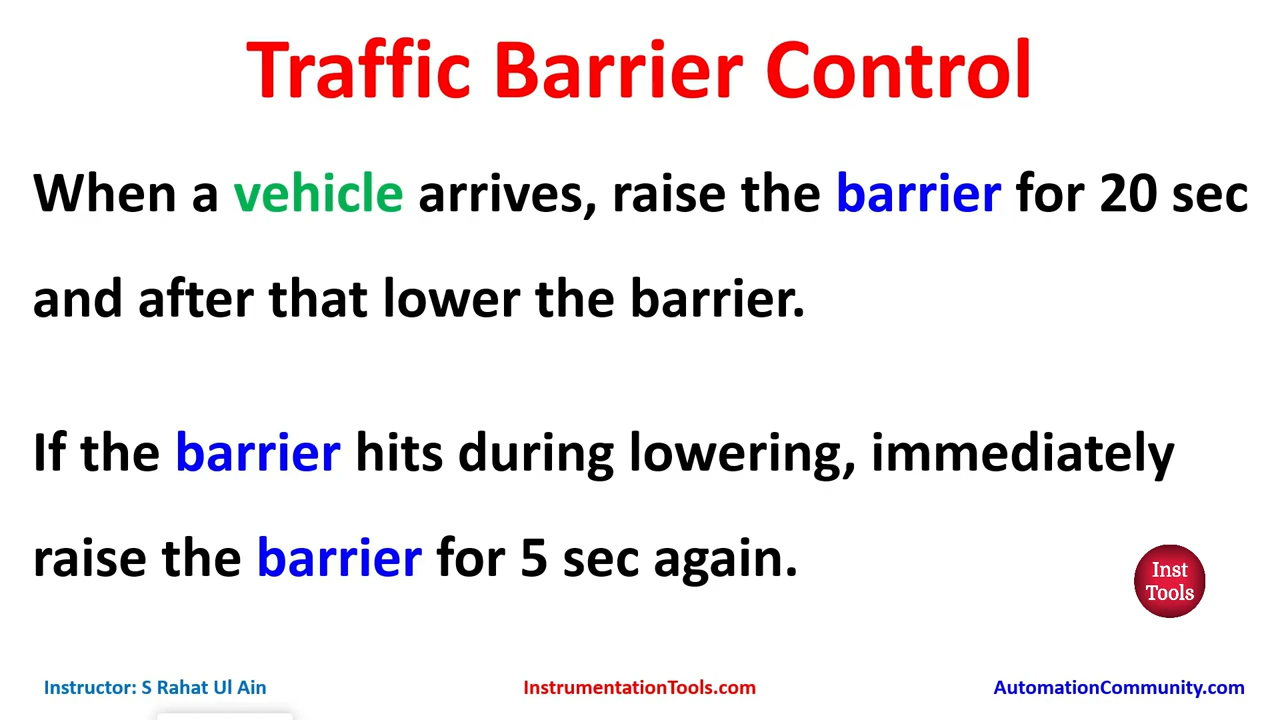 Traffic Barrier Control
When a vehicle arrives, raise the barrier for 20 sec
and after that lower the barrier.
If the barrier hits during lowering, immediately
raise the barrier for 5 sec again.
Inst
Tools
Instructor: S Rahat Ul Ain
InstrumentationTools.com
AutomationCommunity.com